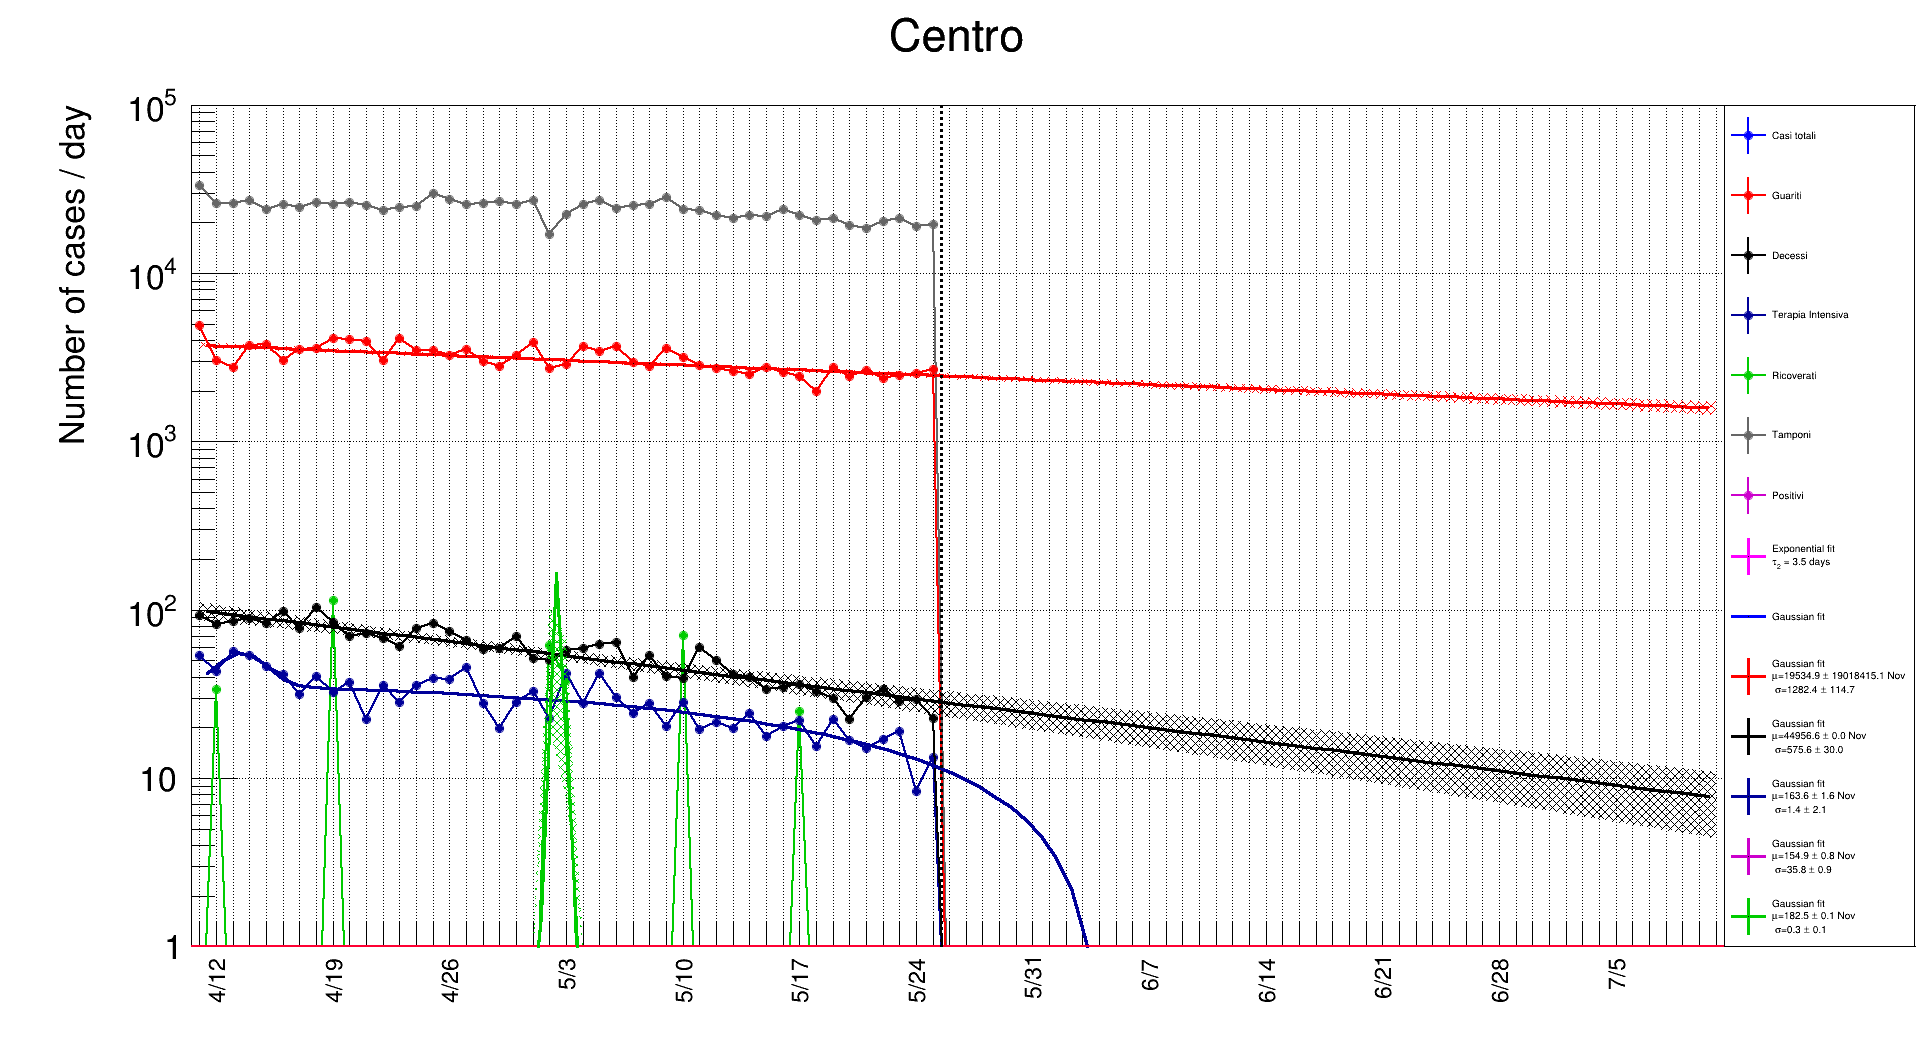 Centro
Number of cases / day
10^5
10^4
10^3
10^2
10
1
4/12
4/19
4/26
5/3
5/10
5/17
5/24
5/31
6/7
6/14
6/21
6/28
7/5
Casi totali
Guariti
Decessi
Terapia Intensiva
Ricoverati
Tamponi
Positivi
Exponential fit
τ₂ = 3.5 days
Gaussian fit
Gaussian fit
μ=19534.9 ± 19018415.1 Nov
σ=1282.4 ± 114.7
Gaussian fit
μ=44956.6 ± 0.0 Nov
σ=575.6 ± 30.0
Gaussian fit
μ=163.6 ± 1.6 Nov
σ=1.4 ± 2.1
Gaussian fit
μ=154.9 ± 0.8 Nov
σ=35.8 ± 0.9
Gaussian fit
μ=182.5 ± 0.1 Nov
σ=0.3 ± 0.1